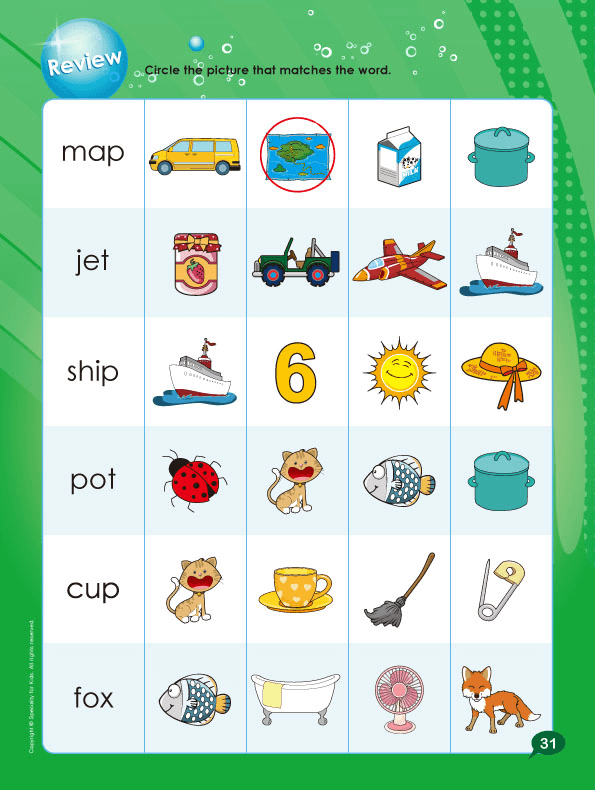 Review
Circle the picture that matches the word.
map
MILK
jet
ship
6
pot
cup
fox
31
Copyright © Specialty for Kids. All rights reserved.